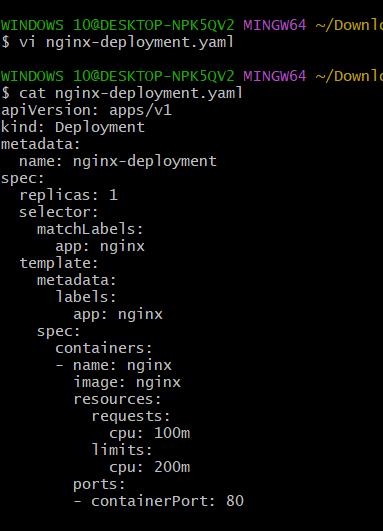 WINDOWS 10@DESKTOP-NPK5QV2 MINGW64 ~/Downlo
$ vi nginx-deployment.yaml
WINDOWS 10@DESKTOP-NPK5QV2 MINGW64 ~/Downlo
$ cat nginx-deployment.yaml
apiVersion: apps/v1
kind: Deployment
metadata:
  name: nginx-deployment
spec:
  replicas: 1
  selector:
    matchLabels:
      app: nginx
  template:
    metadata:
      labels:
        app: nginx
    spec:
      containers:
      - name: nginx
        image: nginx
        resources:
          requests:
            cpu: 100m
          limits:
            cpu: 200m
        ports:
        - containerPort: 80